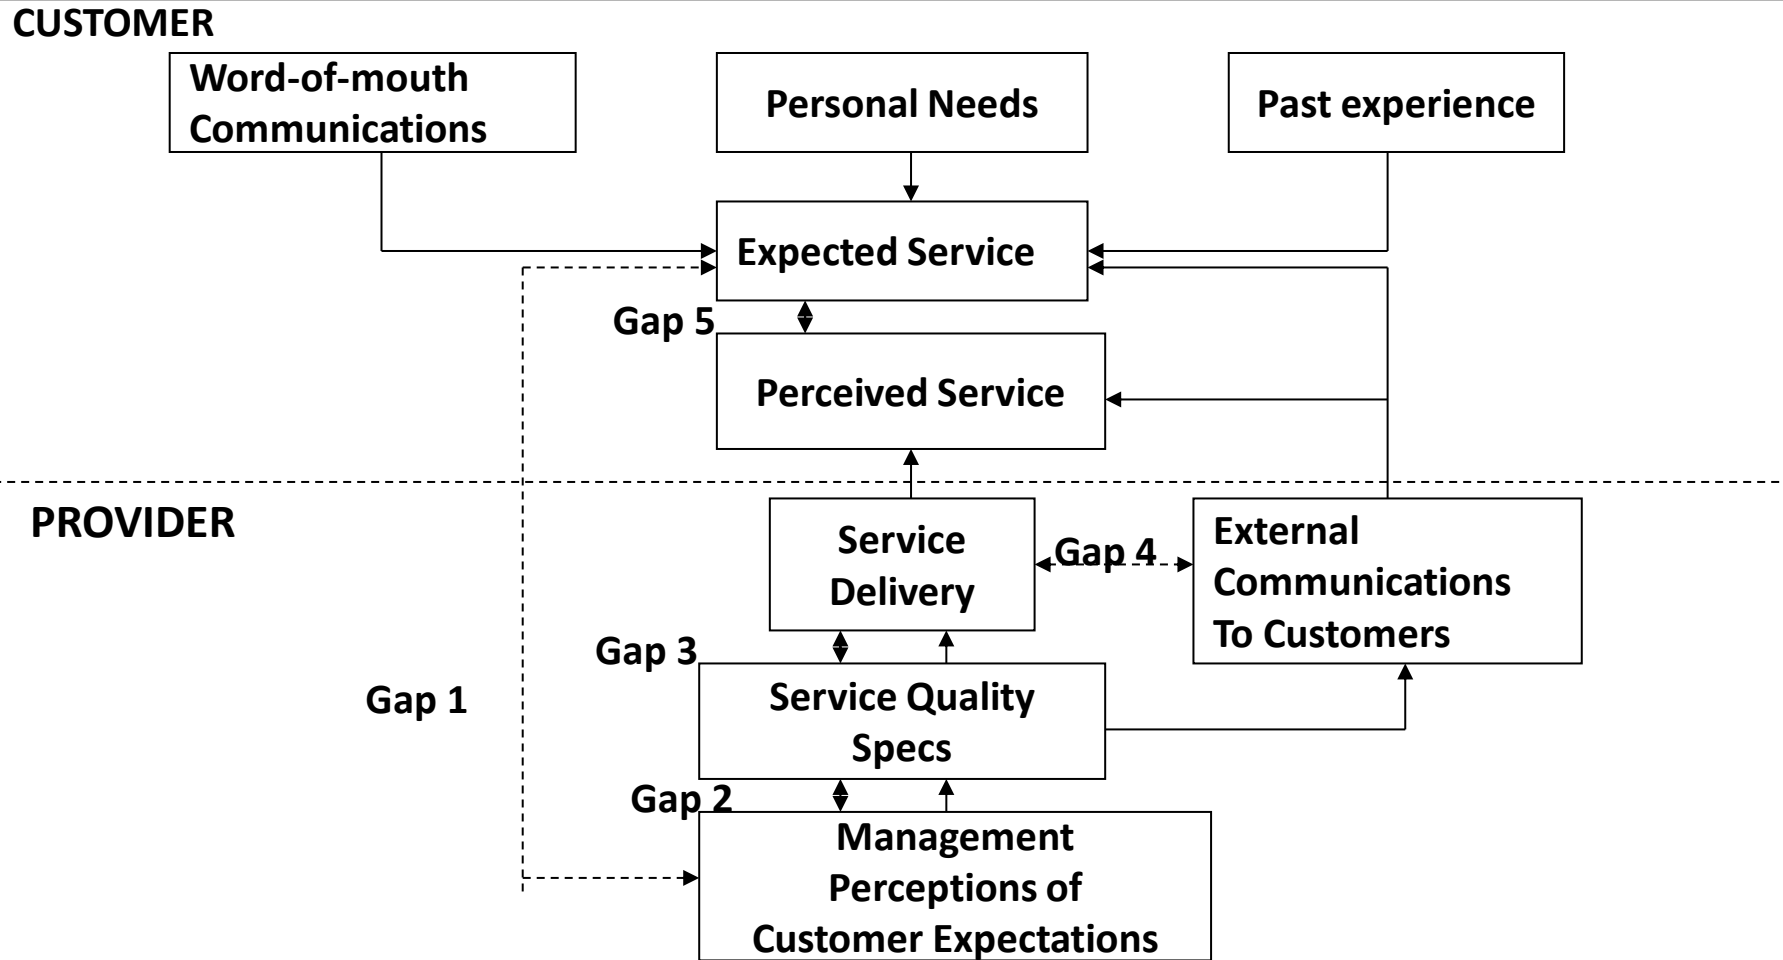 CUSTOMER
Word-of-mouth
Communications
Personal Needs
Past experience
Expected Service
Gap 5
Perceived Service
PROVIDER
Service
Delivery
Gap 4
External
Communications
To Customers
Gap 3
Gap 1
Service Quality
Specs
Gap 2
Management
Perceptions of
Customer Expectations